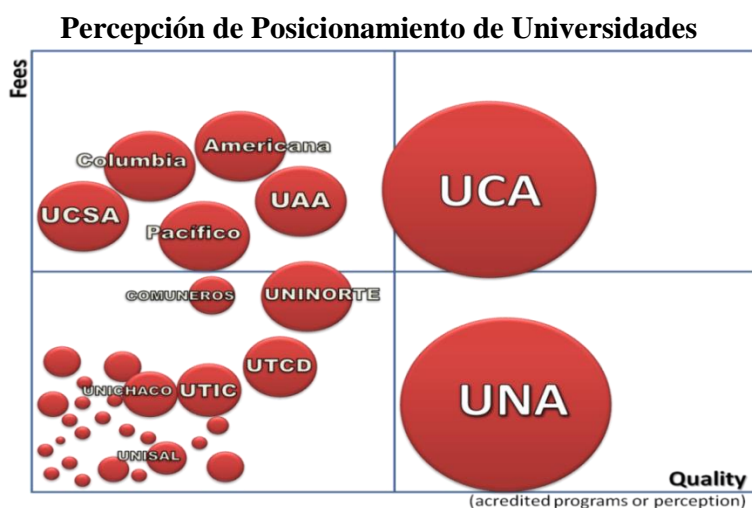 Percepción de Posicionamiento de Universidades
Fees
Americana
Columbia
UCA
UAA
UCSA
Pacífico
COMUNEROS
UNINORTE
UTCD
UNICHACO
UTIC
UNA
UNISAL
Quality
(acredited programs or perception)